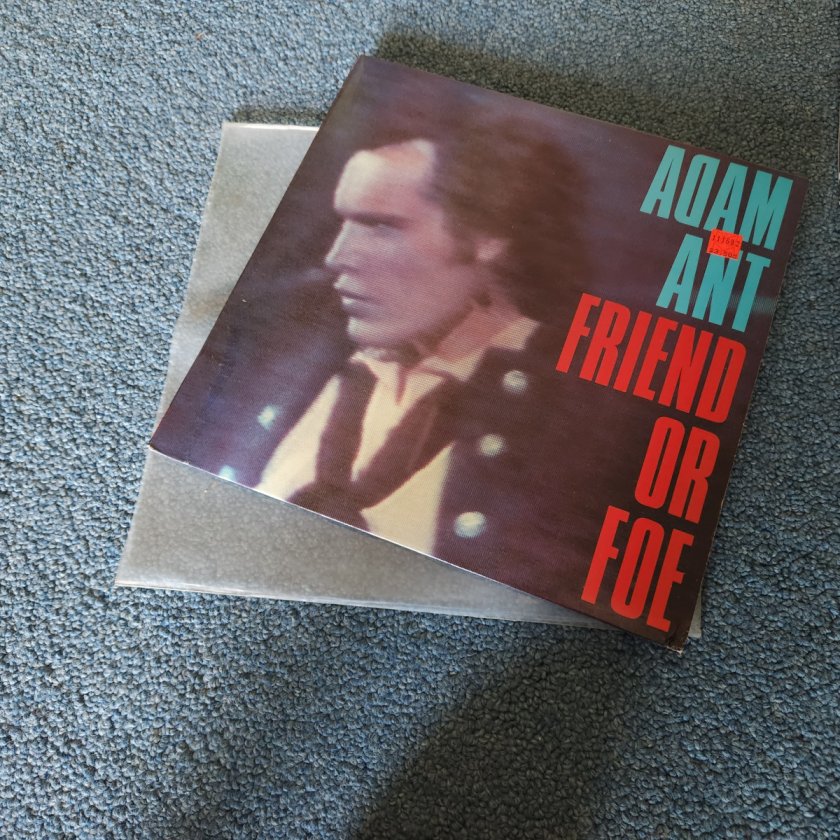 ADAM
ANT
FRIEND
OR
FOE